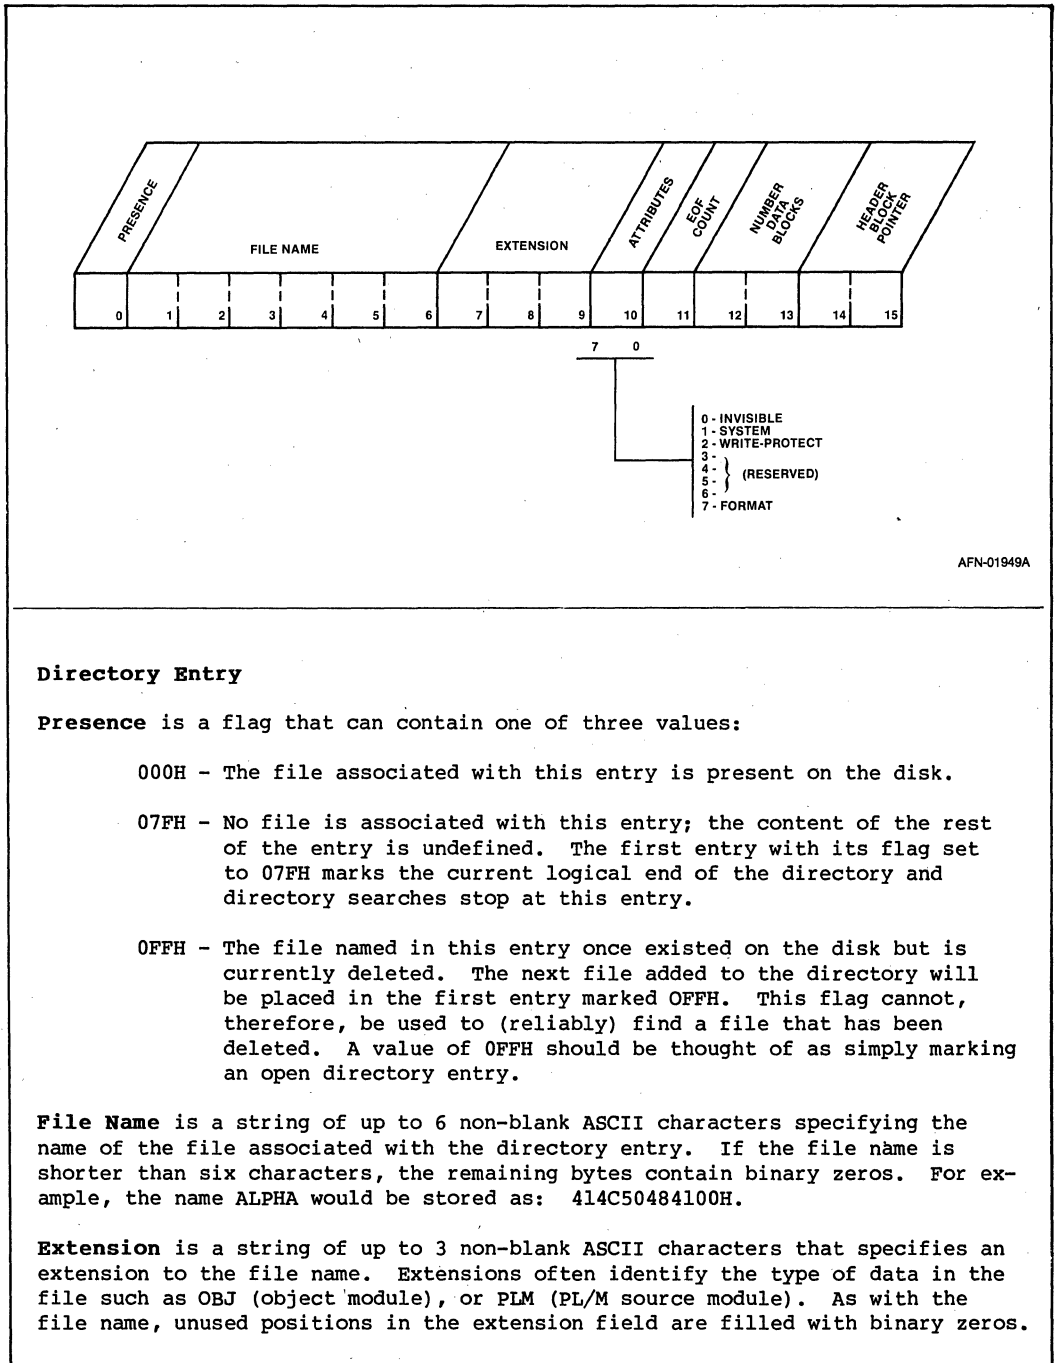 PRESENCE
FILE NAME
EXTENSION
ATTRIBUTES
EOF
COUNT
NUMBER
DATA
BLOCKS
HEADER
BLOCK
POINTER
0 1 2 3 4 5 6 7 8 9 10 11 12 13 14 15
7 0
0 - INVISIBLE
1 - SYSTEM
2 - WRITE-PROTECT
3 -
4 -
5 - (RESERVED)
6 -
7 - FORMAT
AFN-01949A
Directory Entry
Presence is a flag that can contain one of three values:
000H - The file associated with this entry is present on the disk.
07FH - No file is associated with this entry; the content of the rest
of the entry is undefined. The first entry with its flag set
to 07FH marks the current logical end of the directory and
directory searches stop at this entry.
0FFH - The file named in this entry once existed on the disk but is
currently deleted. The next file added to the directory will
be placed in the first entry marked 0FFH. This flag cannot,
therefore, be used to (reliably) find a file that has been
deleted. A value of 0FFH should be thought of as simply marking
an open directory entry.
File Name is a string of up to 6 non-blank ASCII characters specifying the
name of the file associated with the directory entry. If the file name is
shorter than six characters, the remaining bytes contain binary zeros. For ex-
ample, the name ALPHA would be stored as: 414C50484100H.
Extension is a string of up to 3 non-blank ASCII characters that specifies an
extension to the file name. Extensions often identify the type of data in the
file such as OBJ (object module), or PLM (PL/M source module). As with the
file name, unused positions in the extension field are filled with binary zeros.